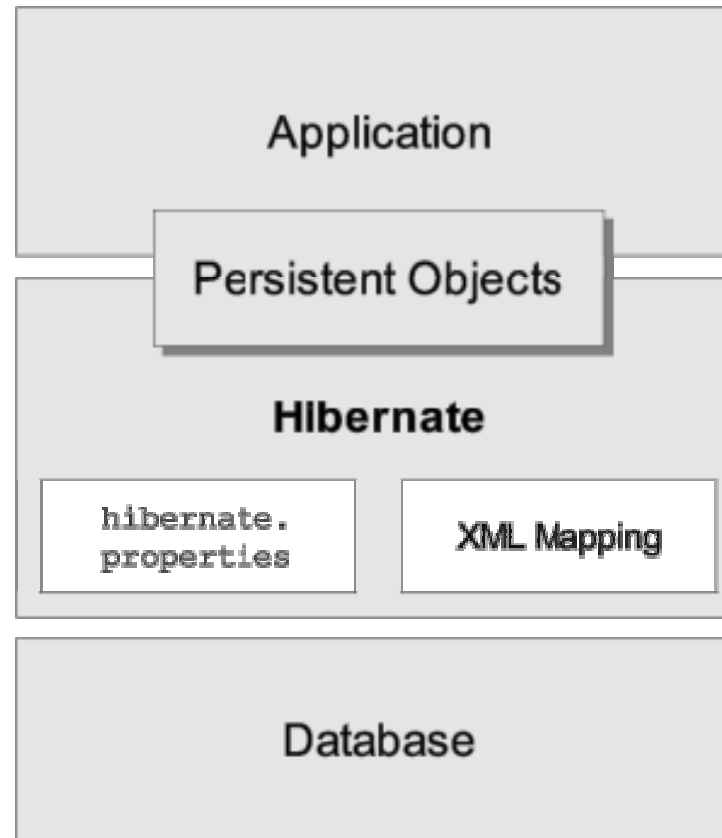 Application
Persistent Objects
Hibernate
hibernate.
properties
XML Mapping
Database